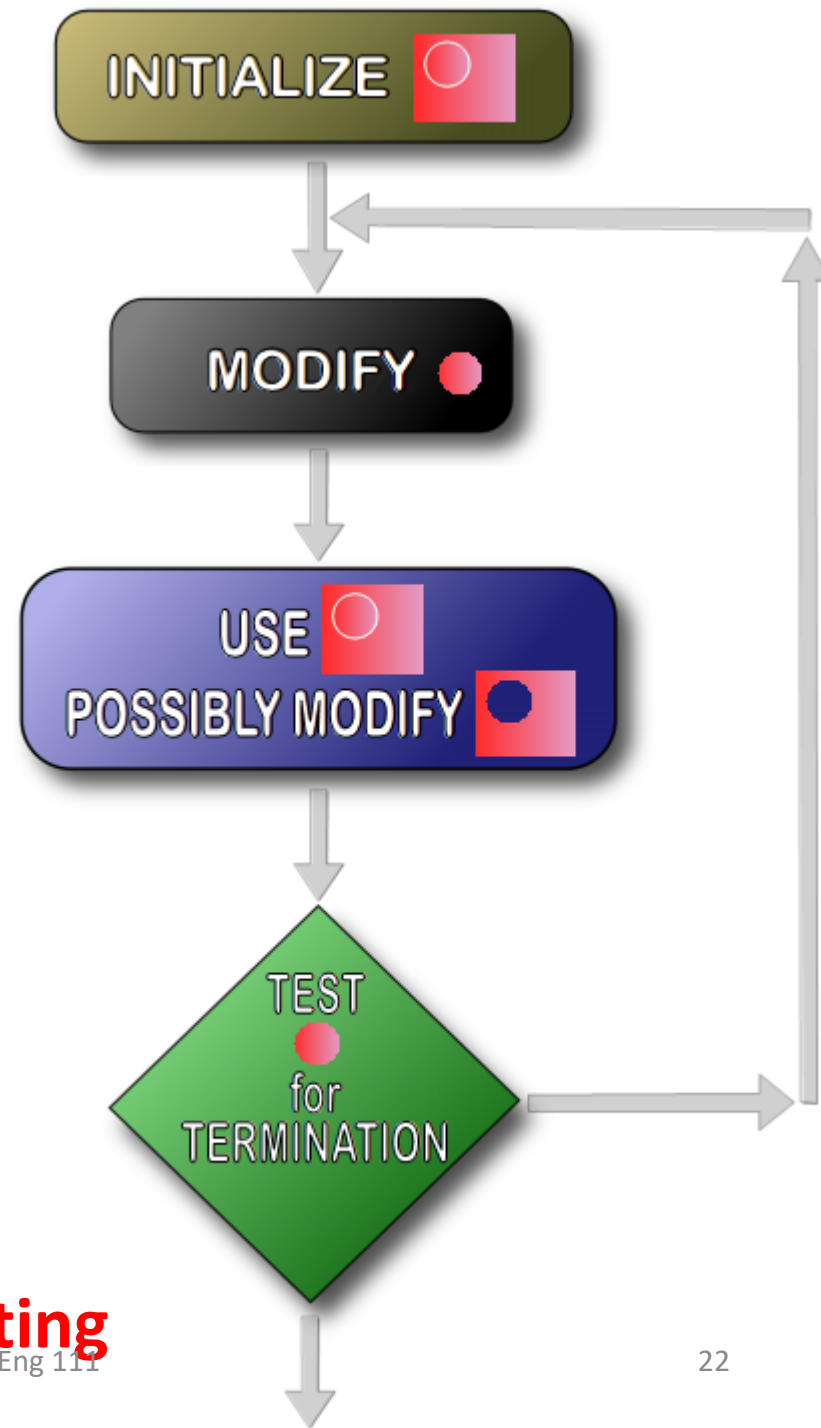 INITIALIZE
MODIFY
USE
POSSIBLY MODIFY
TEST
for
TERMINATION
ting
Eng 111
22